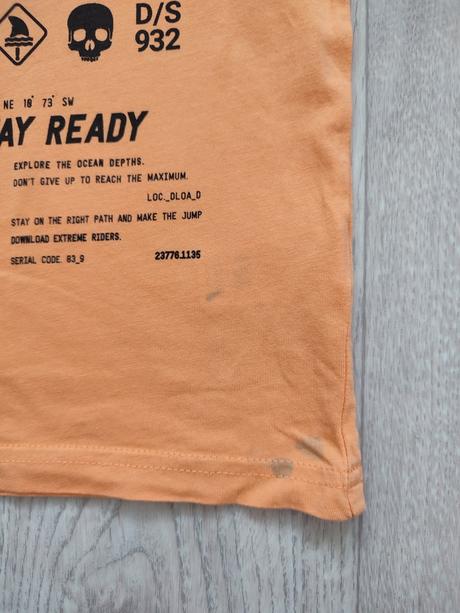 D/S
932
NE 18° 73° SW
AY READY
EXPLORE THE OCEAN DEPTHS.
DON'T GIVE UP TO REACH THE MAXIMUM.
LOC._DLOA_D
STAY ON THE RIGHT PATH AND MAKE THE JUMP
DOWNLOAD EXTREME RIDERS.
SERIAL CODE. 83_9 23776.1135